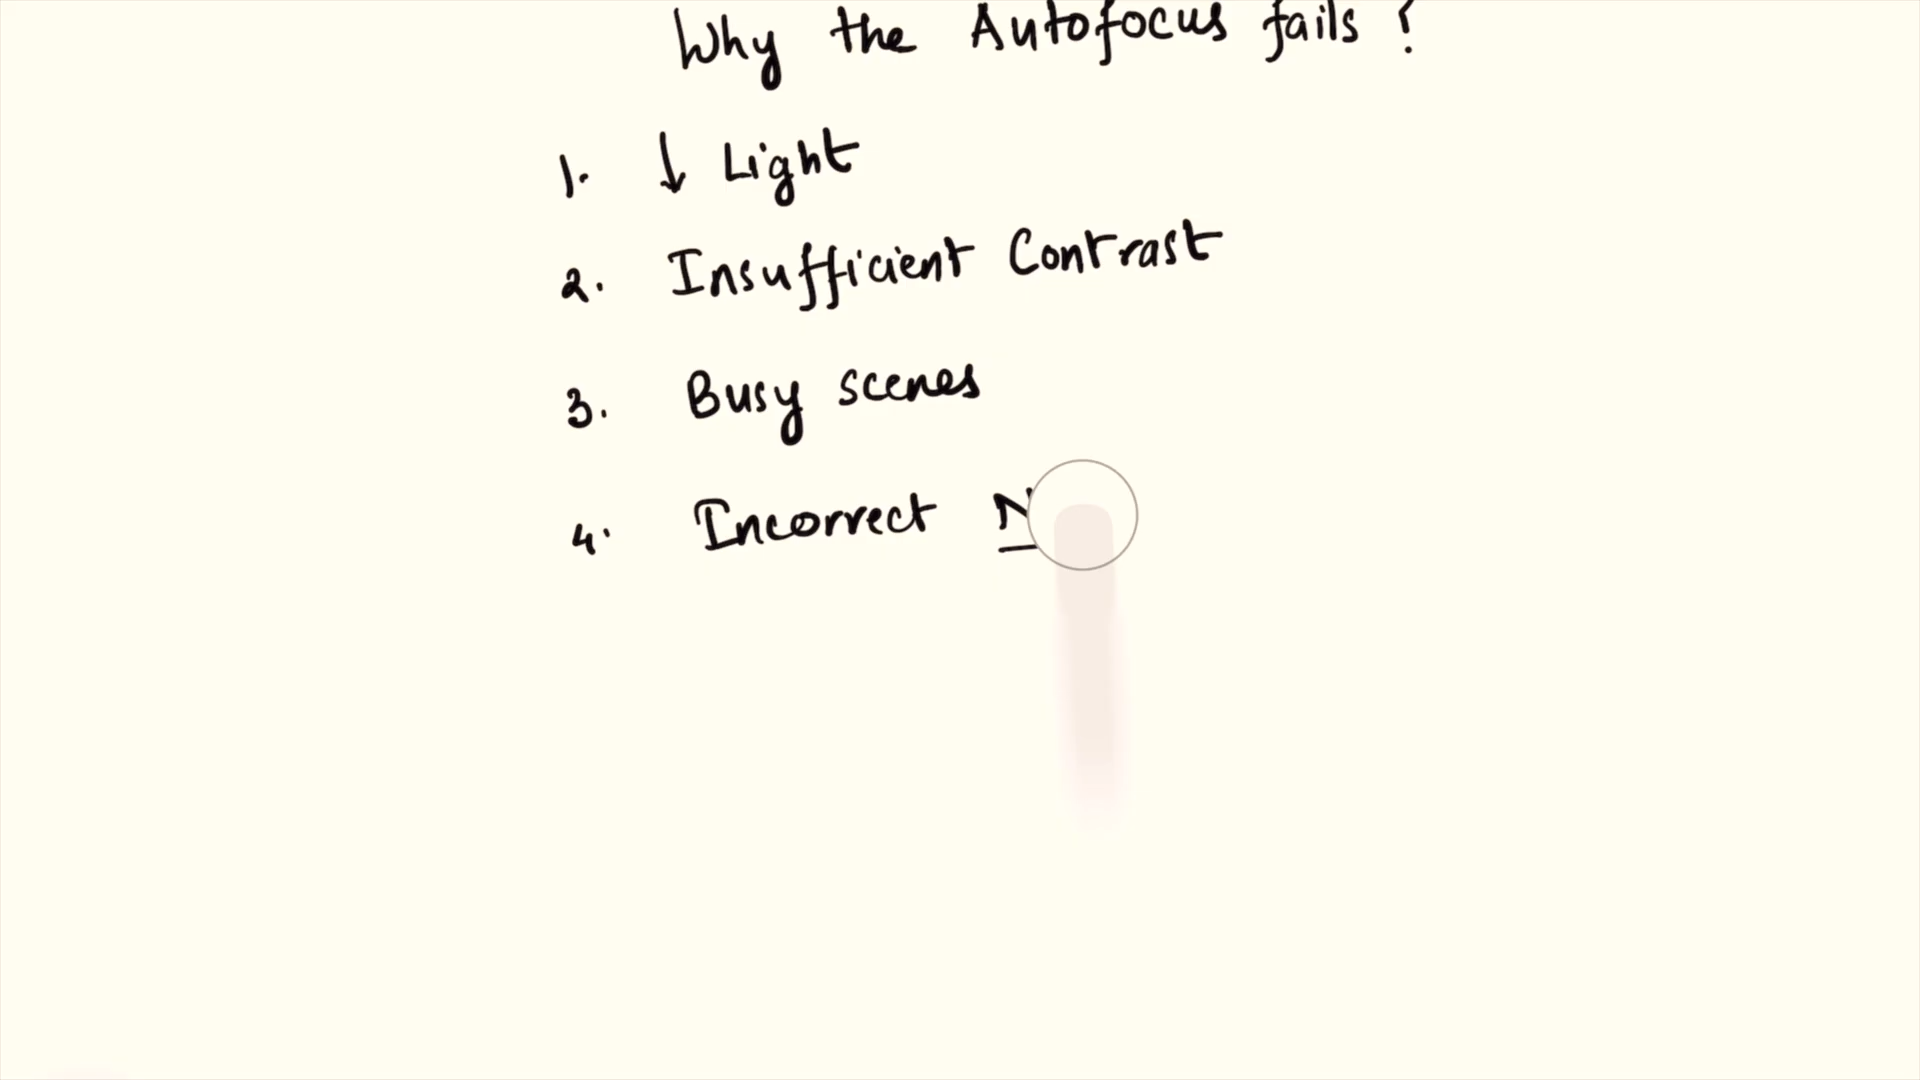 Why the Autofocus fails ?
1. ↓ Light
2. Insufficient Contrast
3. Busy scenes
4. Incorrect N